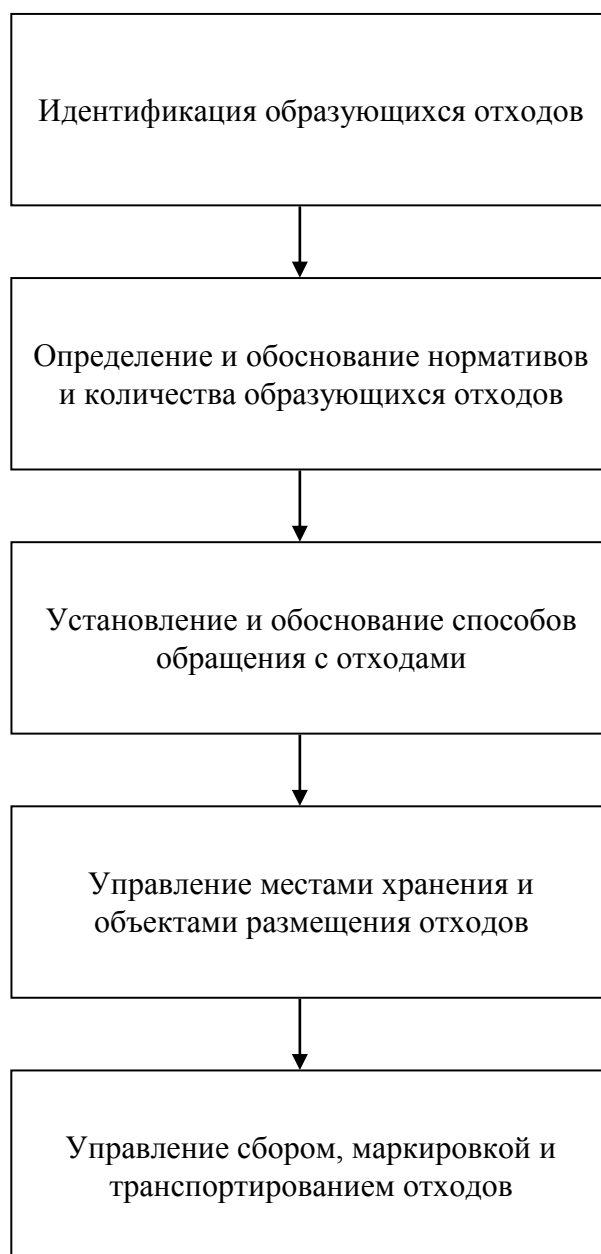 Идентификация образующихся отходов
Определение и обоснование нормативов
и количества образующихся отходов
Установление и обоснование способов
обращения с отходами
Управление местами хранения и
объектами размещения отходов
Управление сбором, маркировкой и
транспортированием отходов